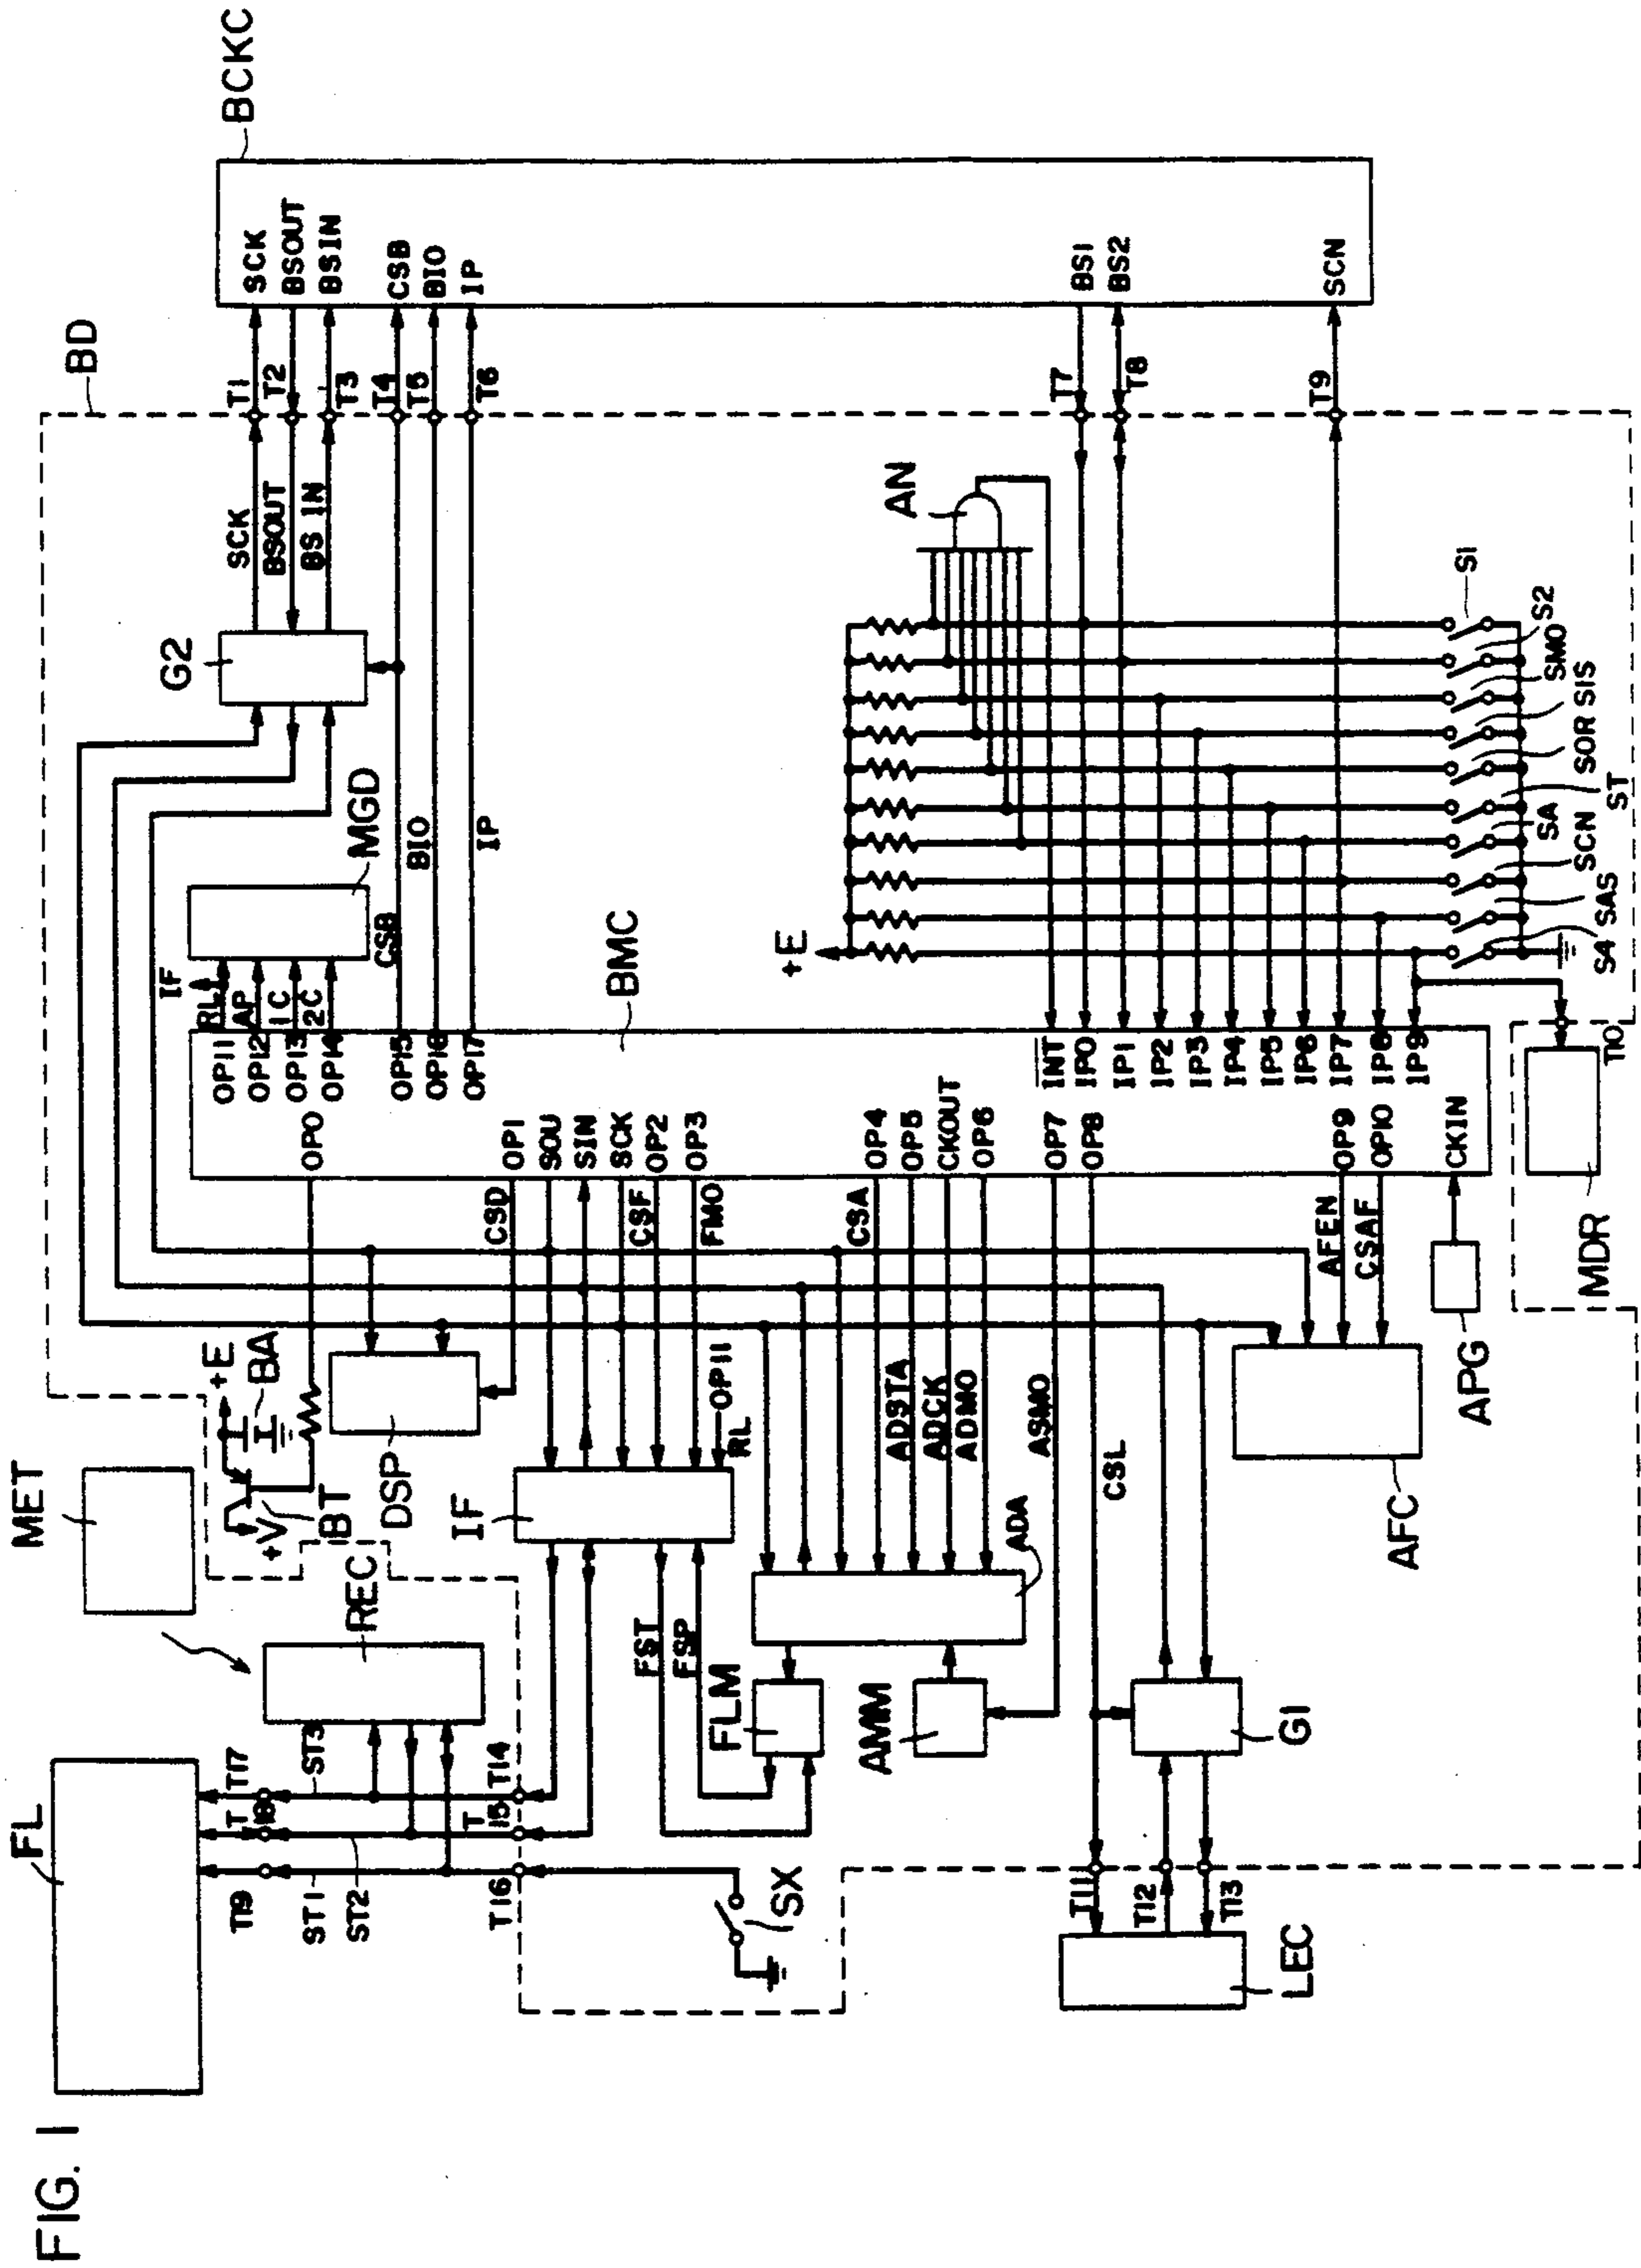 FIG. 1
FL
T19
T18
T17
ST1
ST2
ST3
T16
T15
T14
SX
MET
REC
+V
BT
+E
BA
DSP
IF
FST
FSP
RL
OP11
FLM
AMM
ADA
LEC
T11
T12
T13
G1
AFC
APG
MDR
T10
BD
CSD
CSF
FMO
CSA
ADSTA
ADCK
ADMO
ASMO
CSL
AFEN
CSAF
OP0
OP1
SOU
SIN
SCK
OP2
OP3
OP4
OP5
CKOUT
OP6
OP7
OP8
OP9
OP10
CKIN
BMC
OP11
OP12
OP13
OP14
OP15
OP16
OP17
INT
IP0
IP1
IP2
IP3
IP4
IP5
IP6
IP7
IP8
IP9
IF
RL
AP
1C
2C
MGD
CSB
BIO
IP
G2
SCK
BSOUT
BS IN
+E
AN
S1
S2
SMO
SIS
SOR
ST
SA
SCN
SAS
S4
T1
T2
T3
T4
T5
T6
T7
T8
T9
SCK
BSOUT
BSIN
CSB
BIO
IP
BS1
BS2
SCN
BCKC